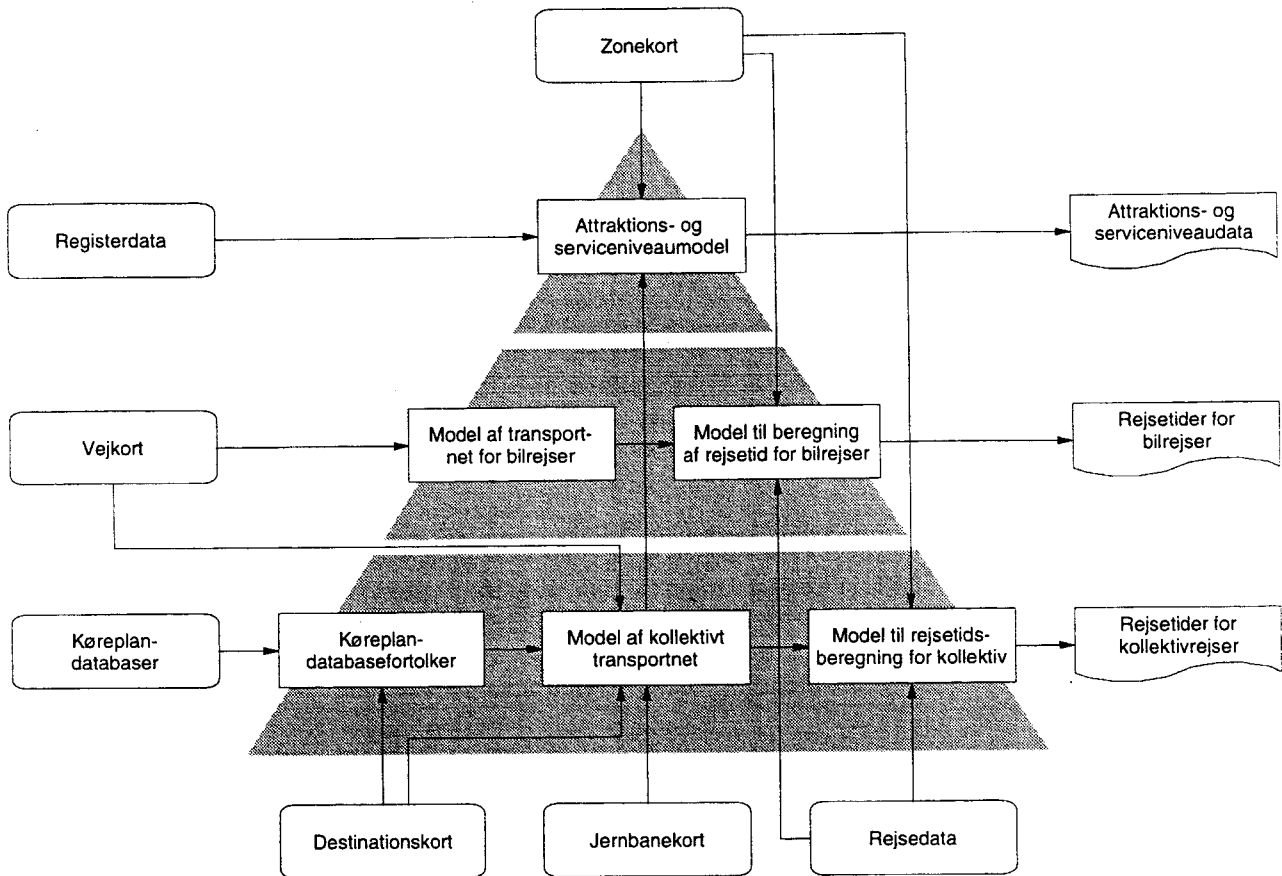 Zonekort
Registerdata
Attraktions- og
serviceniveaumodel
Attraktions- og
serviceniveaudata
Vejkort
Model af transport-
net for bilrejser
Model til beregning
af rejsetid for bilrejser
Rejsetider for
bilrejser
Køreplan-
databaser
Køreplan-
databasefortolker
Model af kollektivt
transportnet
Model til rejsetids-
beregning for kollektiv
Rejsetider for
kollektivrejser
Destinationskort
Jernbanekort
Rejsedata